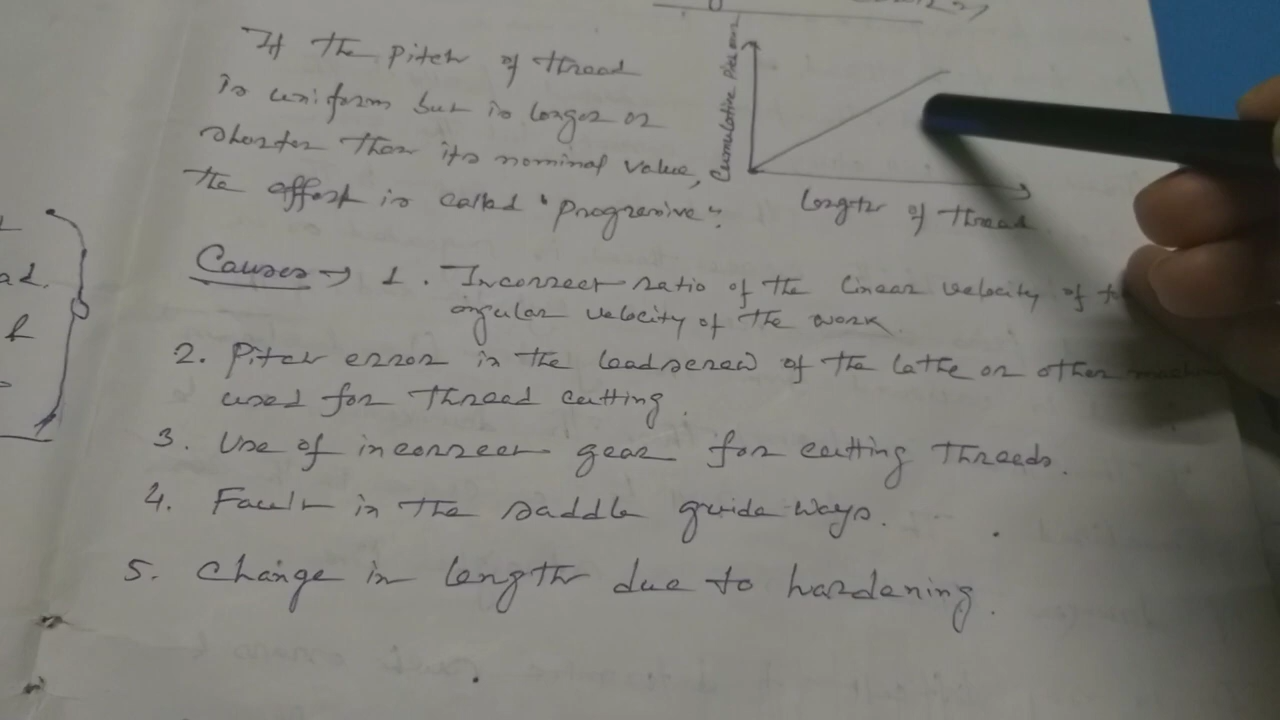 If the Pitch of thread
is uniform but is longer or
shorter than its nominal value,
the effect is called "Progressive".
Cumulative Pitch error
Length of thread
Causes → 1. Incorrect ratio of the linear velocity of
angular velocity of the work
2. Pitch error in the leadscrew of the lathe or other machine
used for thread cutting.
3. Use of incorrect gear for cutting threads.
4. Fault in the saddle guide ways.
5. Change in length due to hardening.